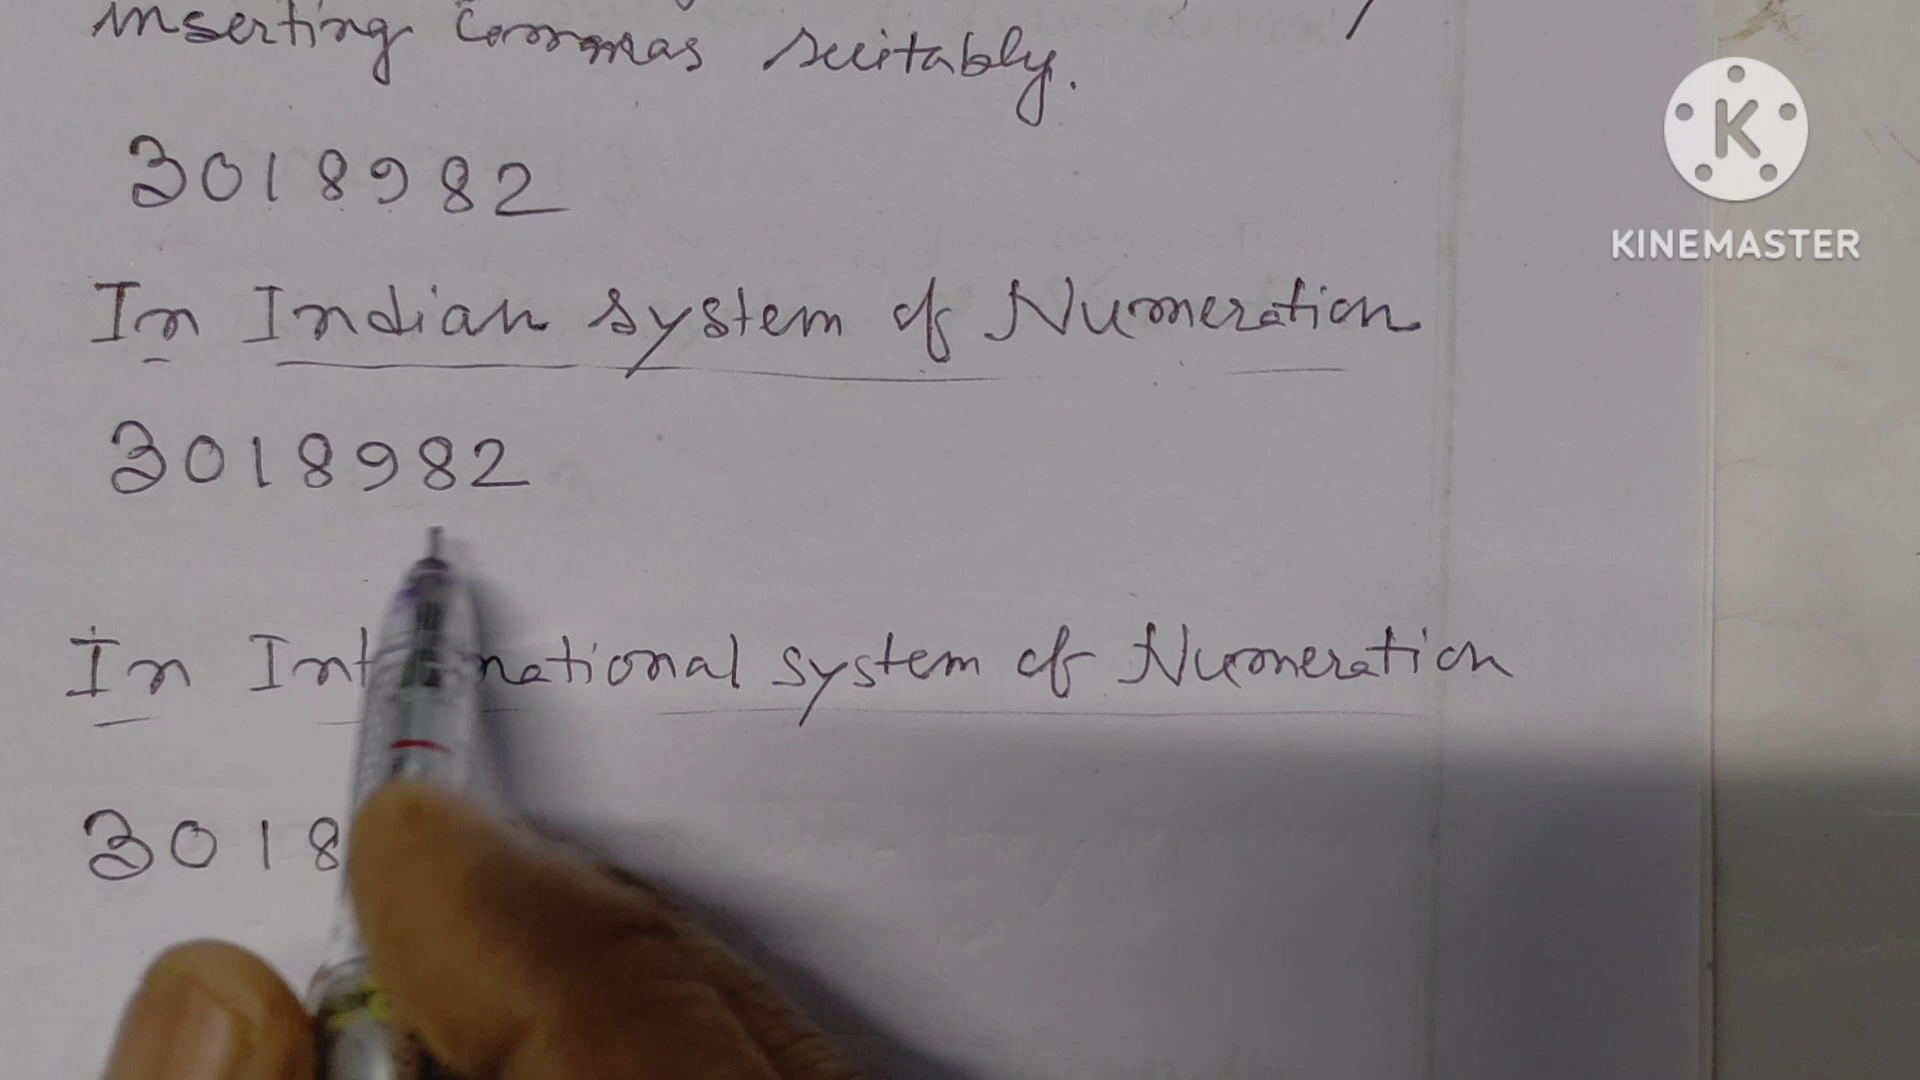 inserting Commas suitably.
3018982
In Indian system of Numeration
3018982
In International system of Numeration
3018
KINEMASTER